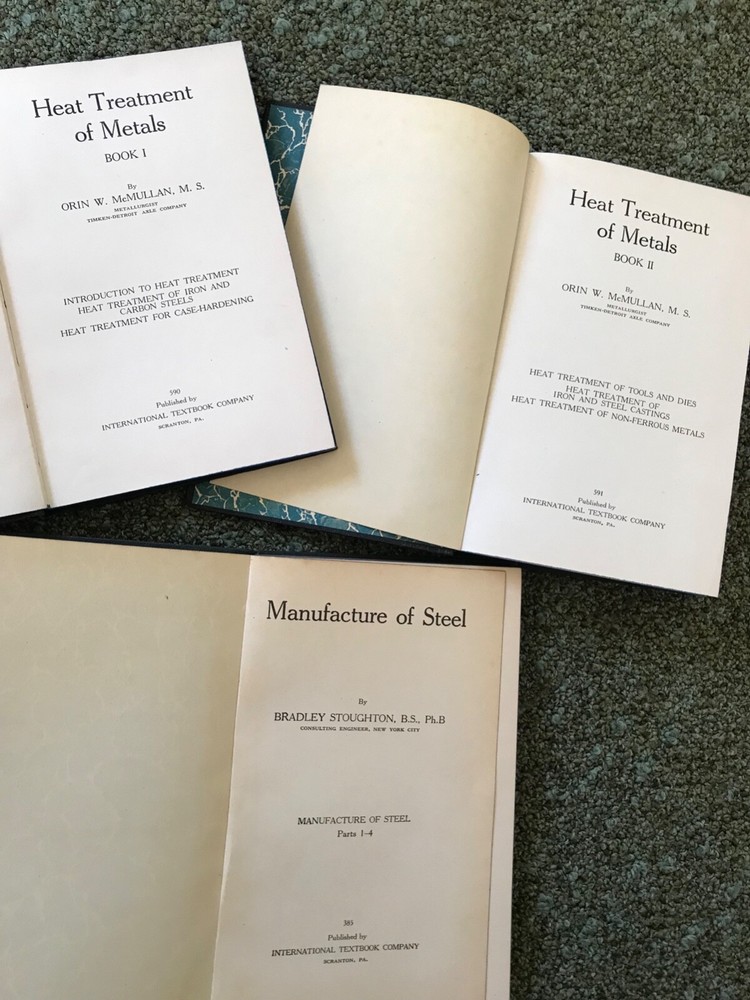 Heat Treatment
of Metals
BOOK I
By
ORIN W. McMULLAN, M. S.
METALLURGIST
TIMKEN-DETROIT AXLE COMPANY
INTRODUCTION TO HEAT TREATMENT
HEAT TREATMENT OF IRON AND
CARBON STEELS
HEAT TREATMENT FOR CASE-HARDENING
590
Published by
INTERNATIONAL TEXTBOOK COMPANY
SCRANTON, PA.
Heat Treatment
of Metals
BOOK II
By
ORIN W. McMULLAN, M. S.
METALLURGIST
TIMKEN-DETROIT AXLE COMPANY
HEAT TREATMENT OF TOOLS AND DIES
HEAT TREATMENT OF
IRON AND STEEL CASTINGS
HEAT TREATMENT OF NON-FERROUS METALS
591
Published by
INTERNATIONAL TEXTBOOK COMPANY
SCRANTON, PA.
Manufacture of Steel
By
BRADLEY STOUGHTON, B.S., Ph.B
CONSULTING ENGINEER, NEW YORK CITY
MANUFACTURE OF STEEL
Parts 1-4
385
Published by
INTERNATIONAL TEXTBOOK COMPANY
SCRANTON, PA.